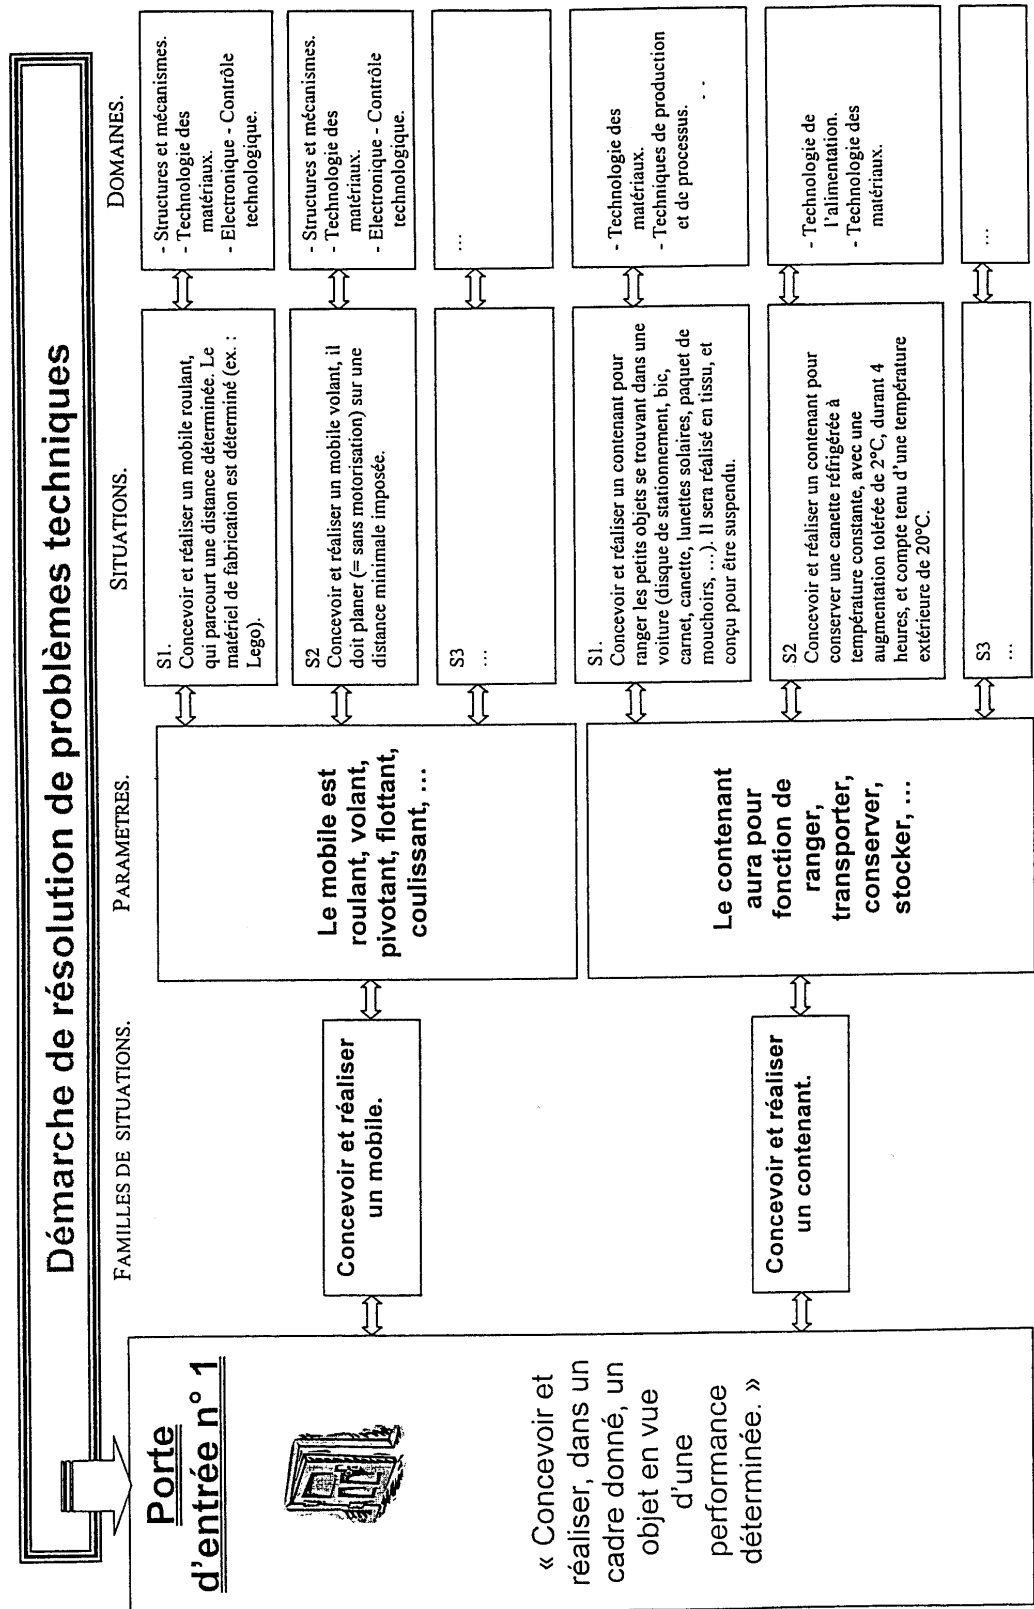 Démarche de résolution de problèmes techniques
FAMILLES DE SITUATIONS.
PARAMETRES.
SITUATIONS.
DOMAINES.
Porte
d'entrée n° 1
« Concevoir et
réaliser, dans un
cadre donné, un
objet en vue
d'une
performance
déterminée. »
Concevoir et réaliser
un mobile.
Le mobile est
roulant, volant,
pivotant, flottant,
coulissant, …
S1.
Concevoir et réaliser un mobile roulant,
qui parcourt une distance déterminée. Le
matériel de fabrication est déterminé (ex. :
Lego).
- Structures et mécanismes.
- Technologie des
matériaux.
- Electronique - Contrôle
technologique.
S2
Concevoir et réaliser un mobile volant, il
doit planer (= sans motorisation) sur une
distance minimale imposée.
- Structures et mécanismes.
- Technologie des
matériaux.
- Electronique - Contrôle
technologique.
S3
…
…
Concevoir et réaliser
un contenant.
Le contenant
aura pour
fonction de
ranger,
transporter,
conserver,
stocker, …
S1.
Concevoir et réaliser un contenant pour
ranger les petits objets se trouvant dans une
voiture (disque de stationnement, bic,
carnet, canette, lunettes solaires, paquet de
mouchoirs, …). Il sera réalisé en tissu, et
conçu pour être suspendu.
- Technologie des
matériaux.
- Techniques de production
et de processus.
S2
Concevoir et réaliser un contenant pour
conserver une canette réfrigérée à
température constante, avec une
augmentation tolérée de 2°C, durant 4
heures, et compte tenu d'une température
extérieure de 20°C.
- Technologie de
l'alimentation.
- Technologie des
matériaux.
S3
…
…